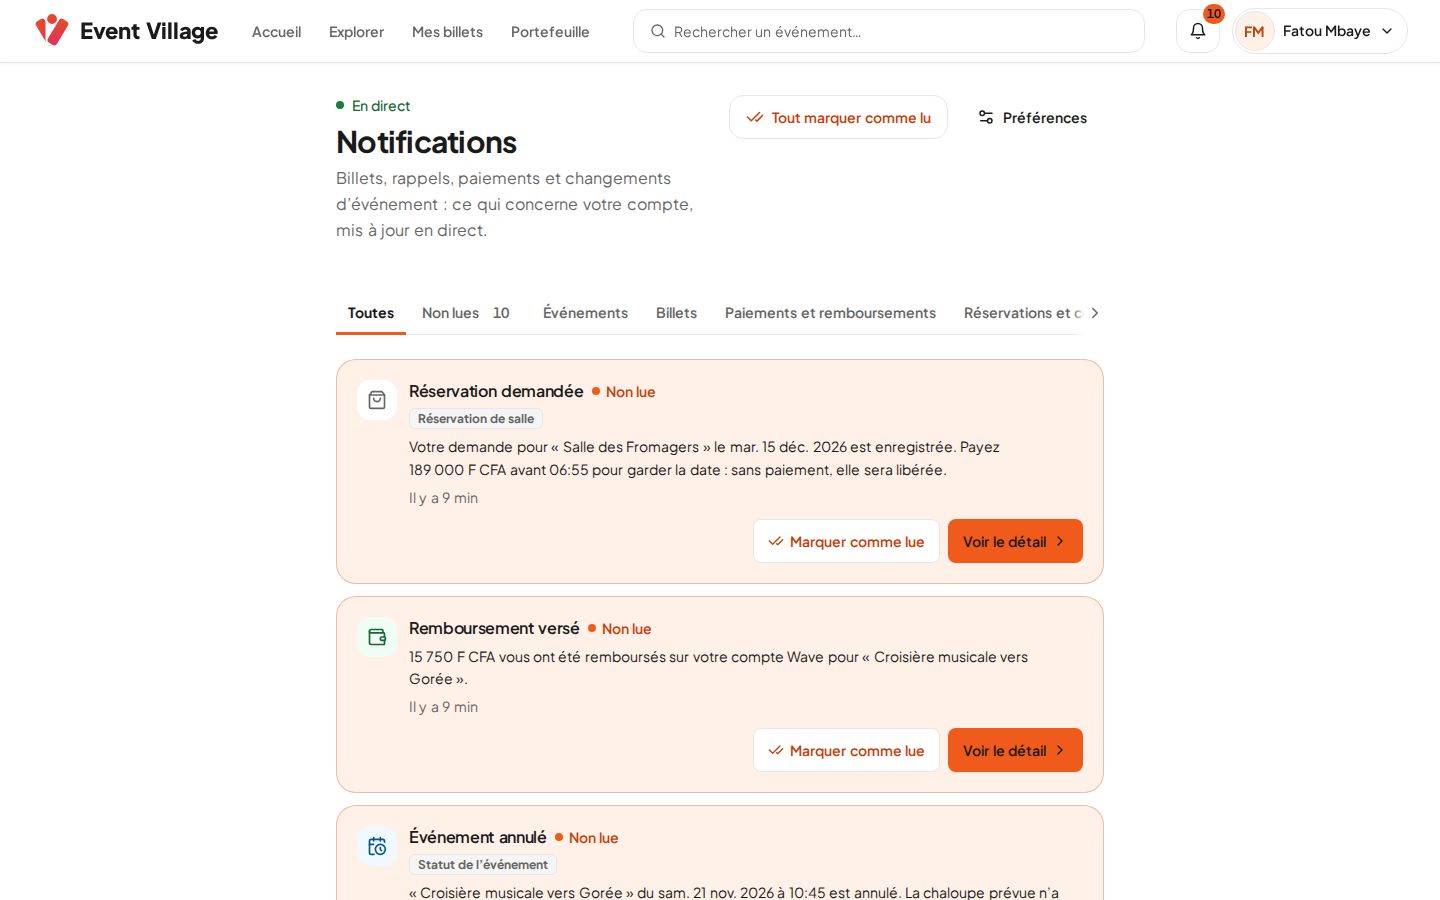 Event Village
Accueil
Explorer
Mes billets
Portefeuille
Rechercher un événement…
10
FM
Fatou Mbaye
En direct
Notifications
Billets, rappels, paiements et changements
d’événement : ce qui concerne votre compte,
mis à jour en direct.
Tout marquer comme lu
Préférences
Toutes
Non lues 10
Événements
Billets
Paiements et remboursements
Réservations et
Réservation demandée
Non lue
Réservation de salle
Votre demande pour « Salle des Fromagers » le mar. 15 déc. 2026 est enregistrée. Payez
189 000 F CFA avant 06:55 pour garder la date : sans paiement, elle sera libérée.
Il y a 9 min
Marquer comme lue
Voir le détail
Remboursement versé
Non lue
15 750 F CFA vous ont été remboursés sur votre compte Wave pour « Croisière musicale vers
Gorée ».
Il y a 9 min
Marquer comme lue
Voir le détail
Événement annulé
Non lue
Statut de l’événement
« Croisière musicale vers Gorée » du sam. 21 nov. 2026 à 10:45 est annulé. La chaloupe prévue n’a